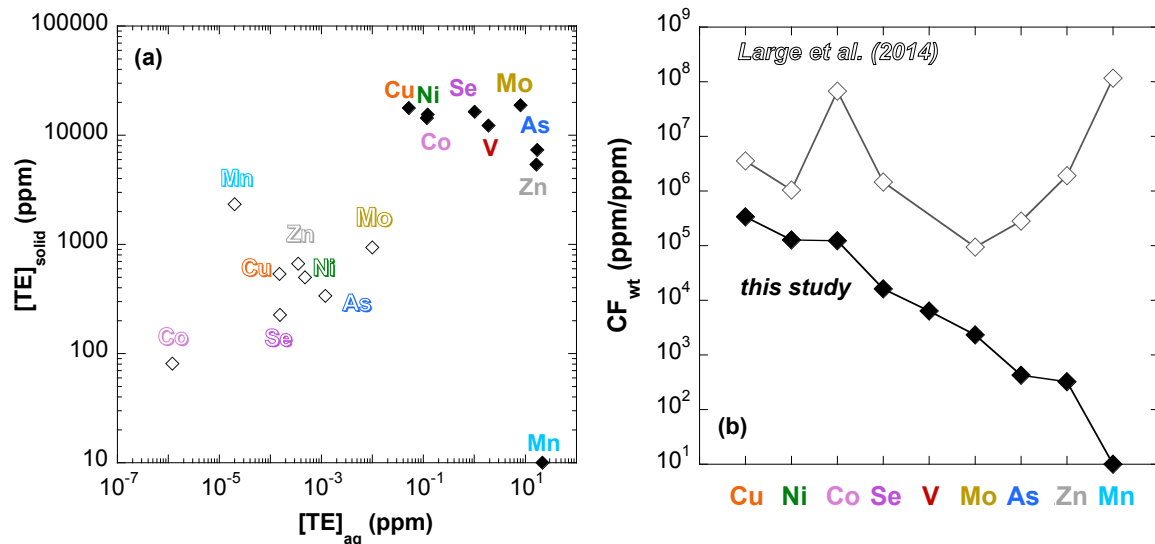 (a)
[TE]solid (ppm)
100000
10000
1000
100
10
Cu Ni Se Mo
Co V As
Zn
Mn
Zn Mo
Cu Ni
As
Co Se
Mn
10-7 10-5 10-3 10-1 101
[TE]aq (ppm)
CFwt (ppm/ppm)
109
108
107
106
105
104
103
102
101
Large et al. (2014)
this study
(b)
Cu Ni Co Se V Mo As Zn Mn